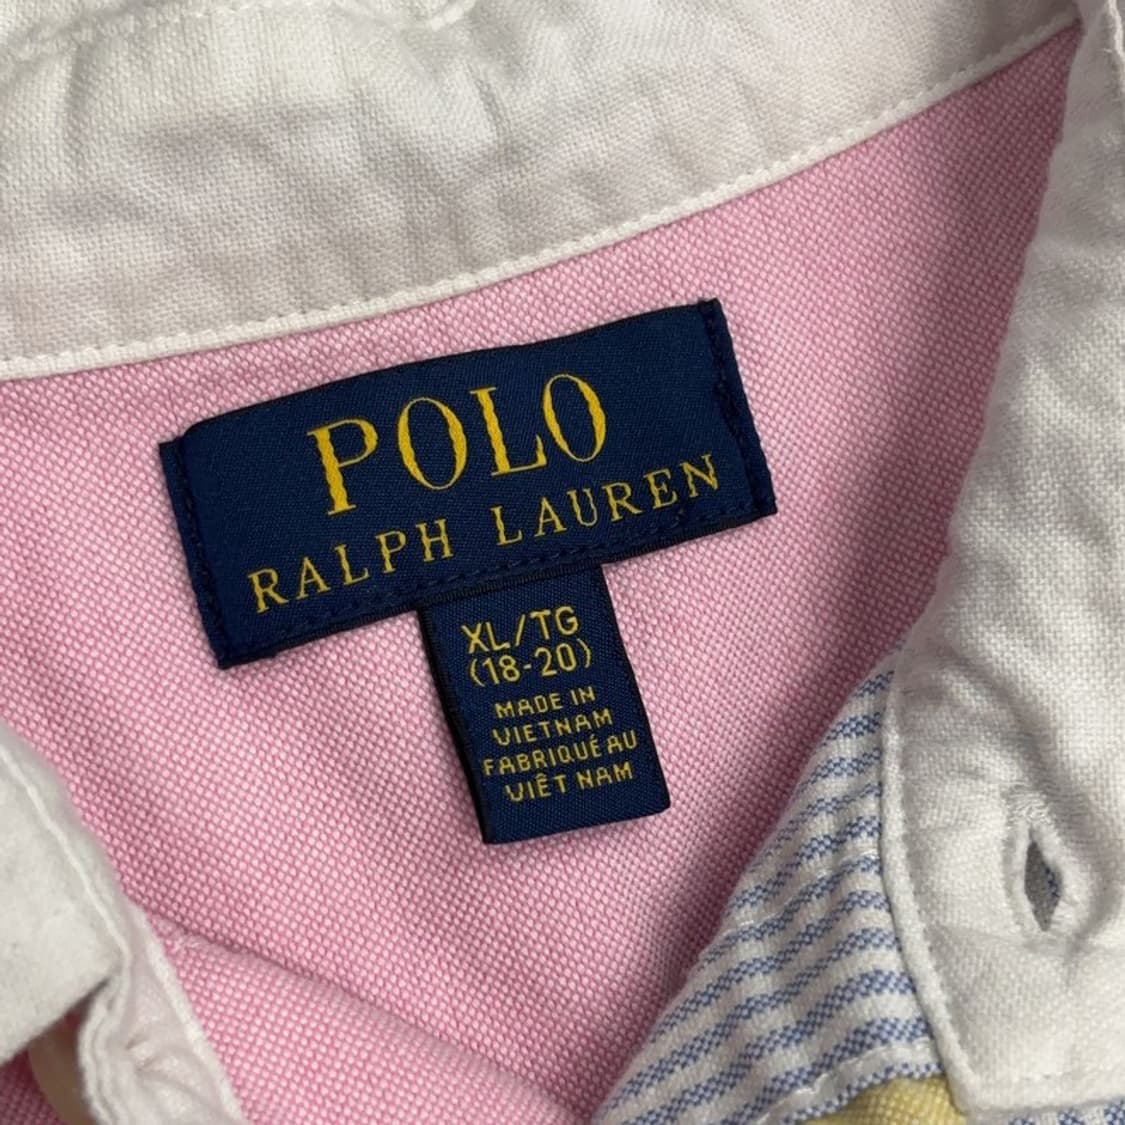 POLO
RALPH LAUREN
XL/TG
(18-20)
MADE IN
VIETNAM
FABRIQUÉ AU
VIÊT NAM